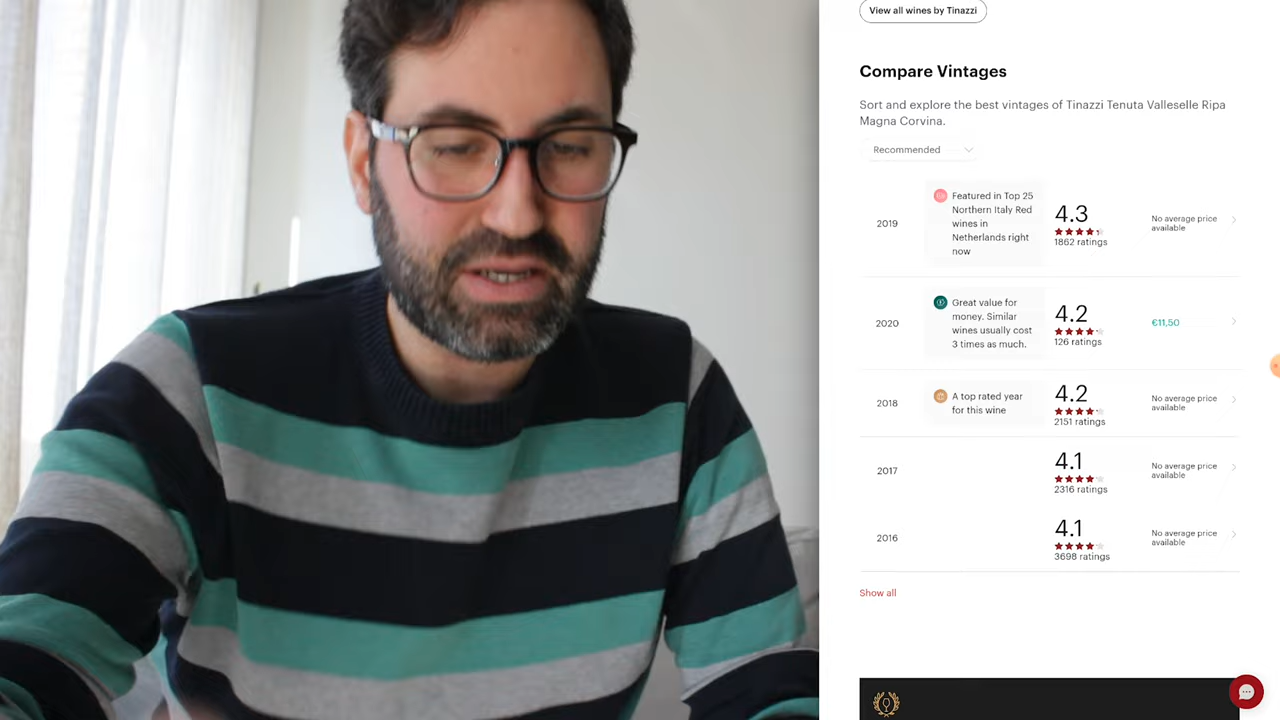 View all wines by Tinazzi
Compare Vintages
Sort and explore the best vintages of Tinazzi Tenuta Valleselle Ripa
Magna Corvina.
Recommended
2019
Featured in Top 25
Northern Italy Red
wines in
Netherlands right
now
4.3
1862 ratings
No average price
available
2020
Great value for
money. Similar
wines usually cost
3 times as much.
4.2
126 ratings
€11,50
2018
A top rated year
for this wine
4.2
2151 ratings
No average price
available
2017
4.1
2316 ratings
No average price
available
2016
4.1
3698 ratings
No average price
available
Show all